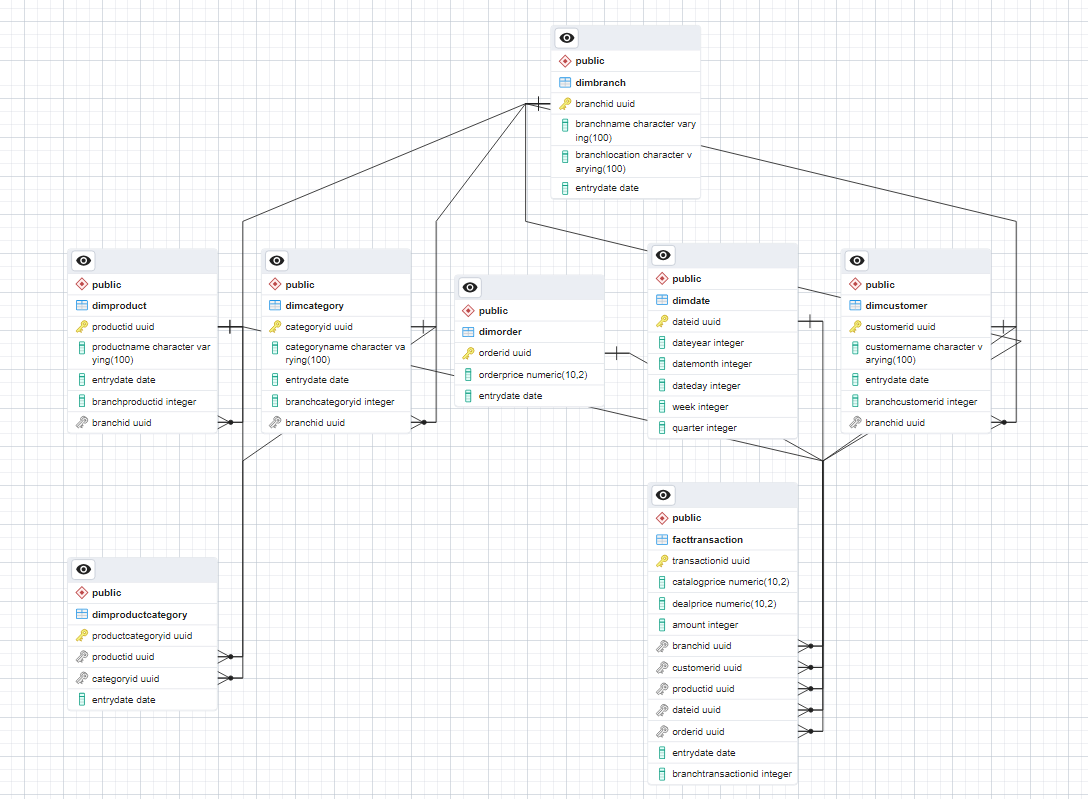 public
dimbranch
branchid uuid
branchname character vary
ing(100)
branchlocation character v
arying(100)
entrydate date
public
dimproduct
productid uuid
productname character var
ying(100)
entrydate date
branchproductid integer
branchid uuid
public
dimcategory
categoryid uuid
categoryname character va
rying(100)
entrydate date
branchcategoryid integer
branchid uuid
public
dimorder
orderid uuid
orderprice numeric(10,2)
entrydate date
public
dimdate
dateid uuid
dateyear integer
datemonth integer
dateday integer
week integer
quarter integer
public
dimcustomer
customerid uuid
customername character v
arying(100)
entrydate date
branchcustomerid integer
branchid uuid
public
dimproductcategory
productcategoryid uuid
productid uuid
categoryid uuid
entrydate date
public
facttransaction
transactionid uuid
catalogprice numeric(10,2)
dealprice numeric(10,2)
amount integer
branchid uuid
customerid uuid
productid uuid
dateid uuid
orderid uuid
entrydate date
branchtransactionid integer